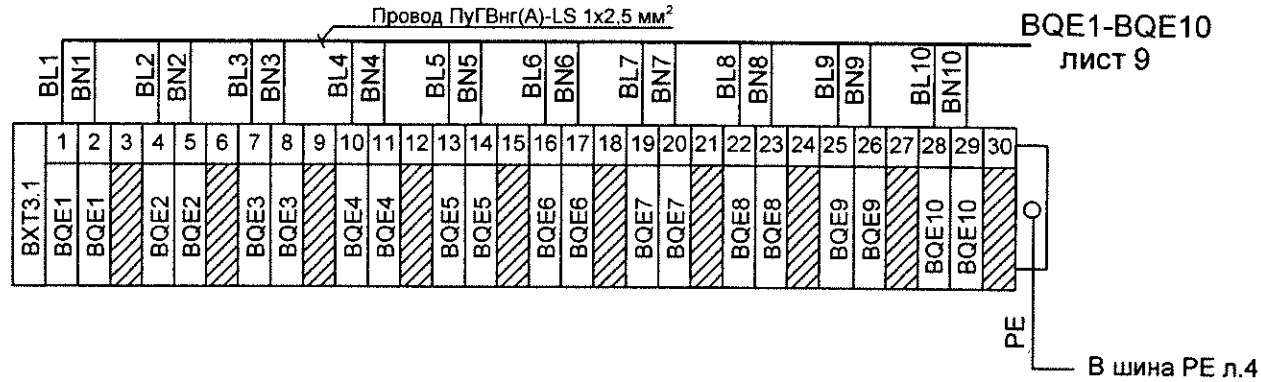 Провод ПуГВнг(А)-LS 1x2,5 мм²
BQE1-BQE10
лист 9
BL1 BN1 BL2 BN2 BL3 BN3 BL4 BN4 BL5 BN5 BL6 BN6 BL7 BN7 BL8 BN8 BL9 BN9 BL10 BN10
1 2 3 4 5 6 7 8 9 10 11 12 13 14 15 16 17 18 19 20 21 22 23 24 25 26 27 28 29 30
BXT3.1 BQE1 BQE1 BQE2 BQE2 BQE3 BQE3 BQE4 BQE4 BQE5 BQE5 BQE6 BQE6 BQE7 BQE7 BQE8 BQE8 BQE9 BQE9 BQE10 BQE10
PE
В шина PE л.4